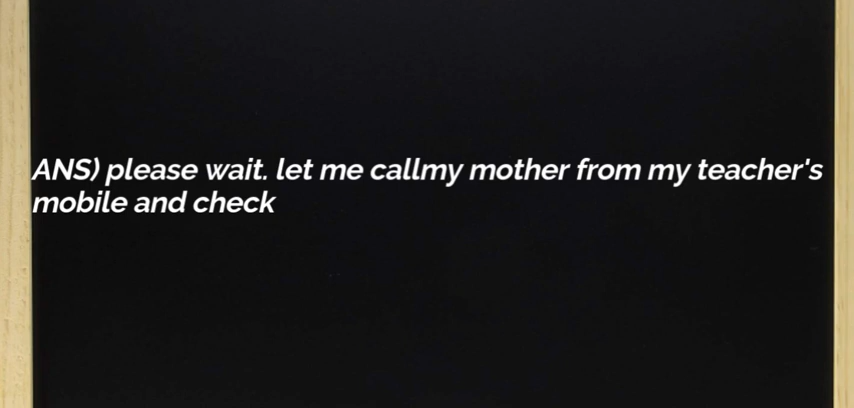 ANS) please wait. let me callmy mother from my teacher's
mobile and check